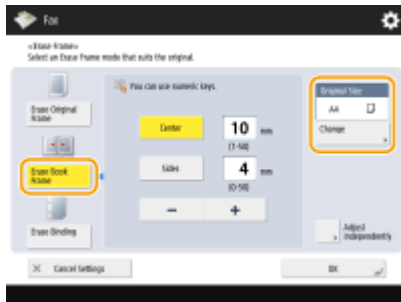 Fax
<Erase Frame>
Select an Erase Frame mode that suits the original.
You can use numeric keys.
Erase Original
Frame
Erase Book
Frame
Erase Binding
Center
10 mm
(1-50)
Sides
4 mm
(0-50)
−
+
Original Size
A4
Change
Adjust
Independently
Cancel Settings
OK